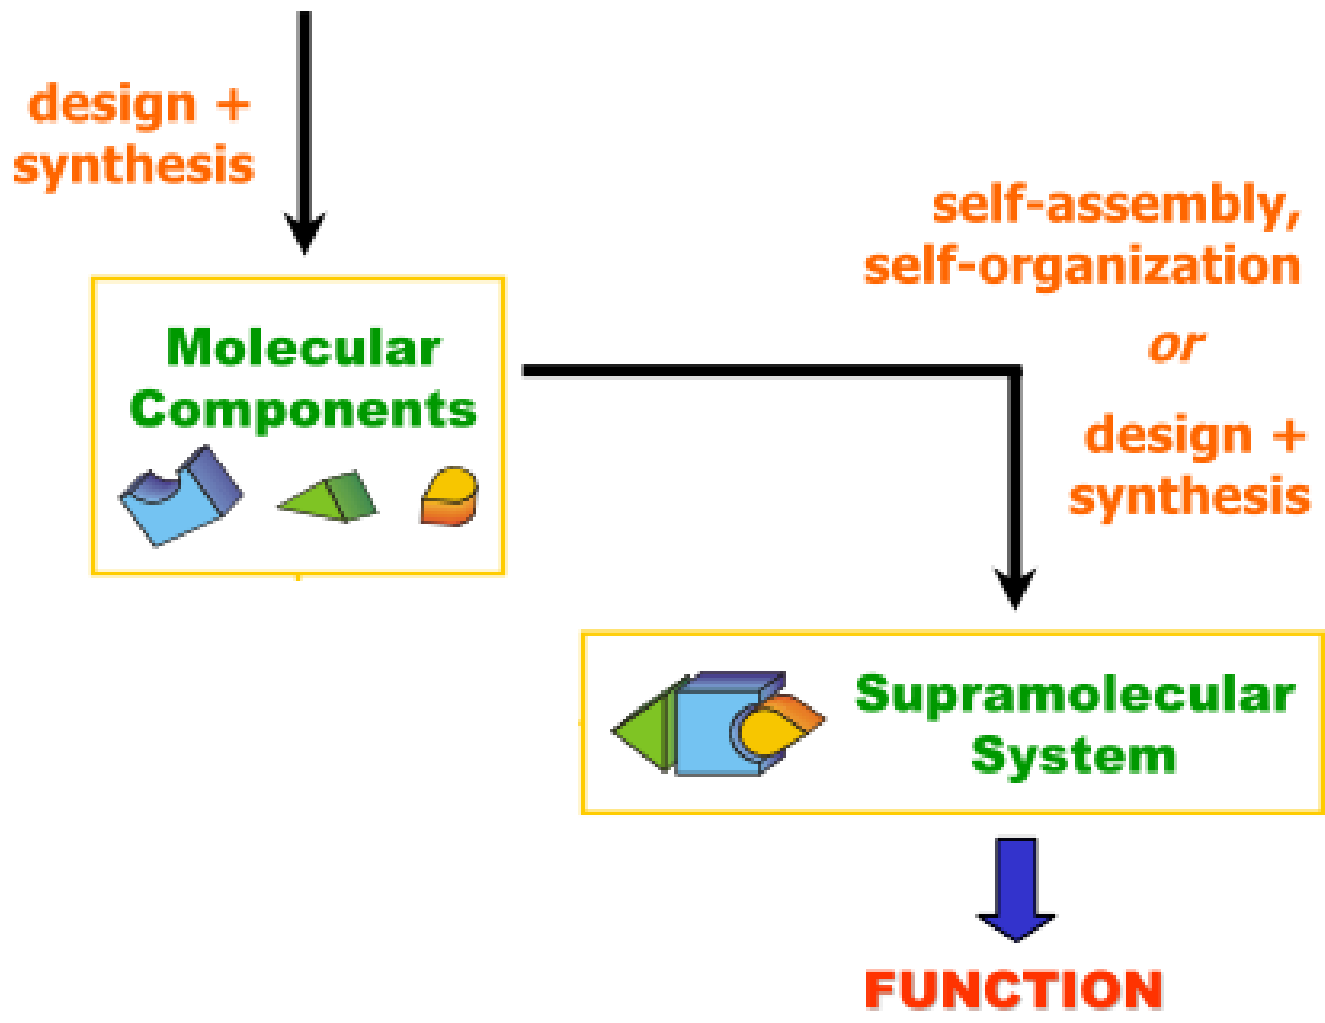 design +
synthesis
Molecular
Components
self-assembly,
self-organization
or
design +
synthesis
Supramolecular
System
FUNCTION